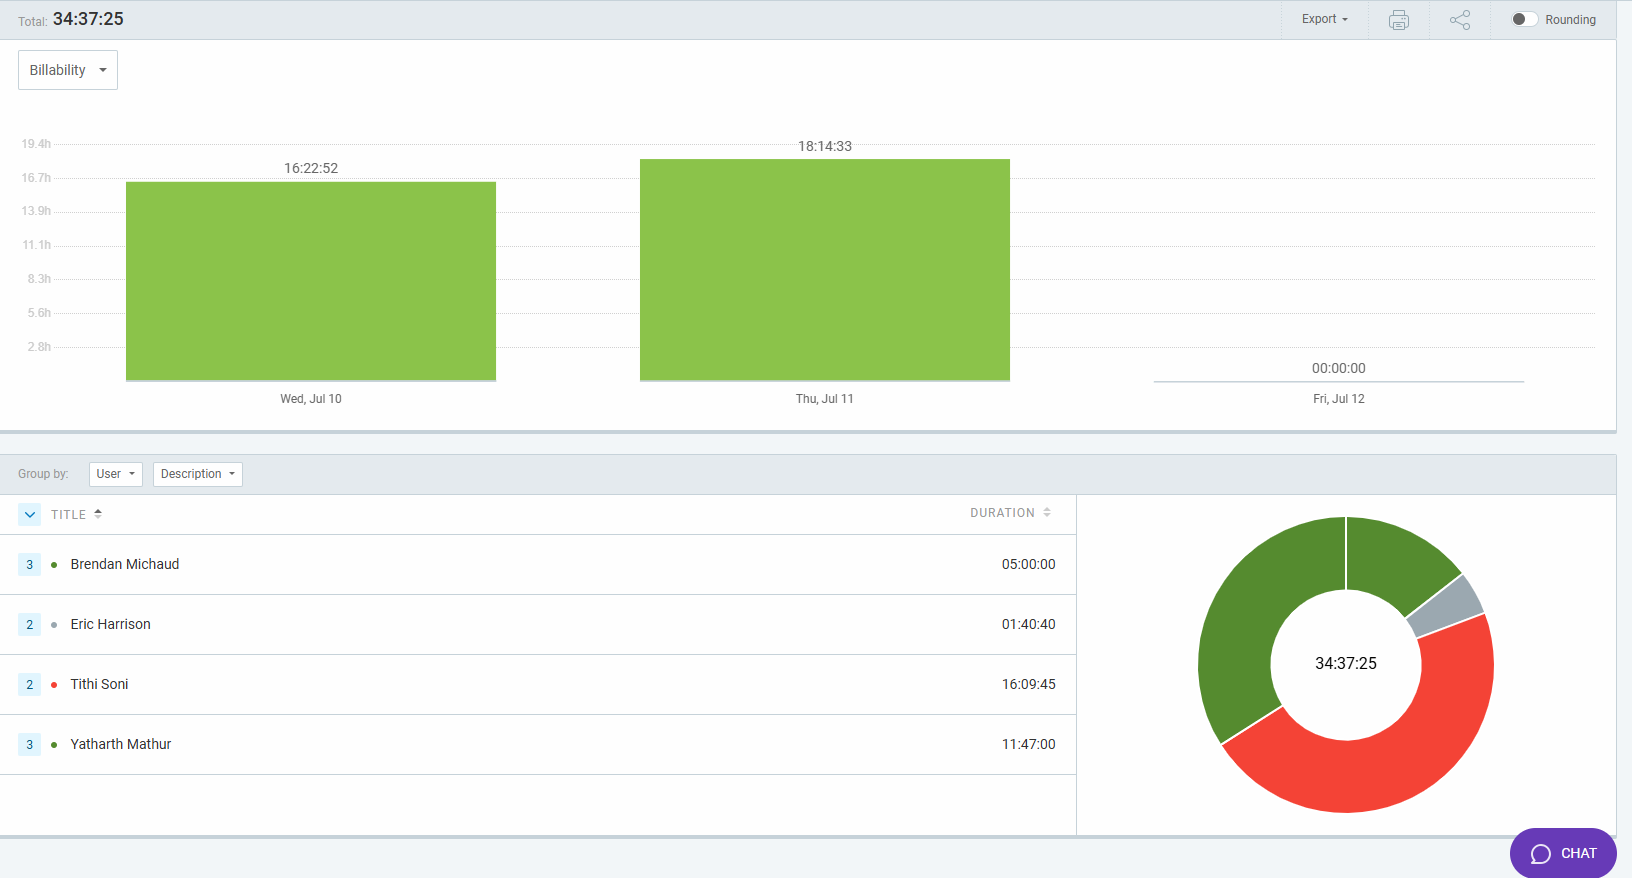 Total: 34:37:25
Export
Rounding
Billability
19.4h
16.7h
13.9h
11.1h
8.3h
5.6h
2.8h
16:22:52
18:14:33
00:00:00
Wed, Jul 10
Thu, Jul 11
Fri, Jul 12
Group by: User Description
TITLE DURATION
3 Brendan Michaud 05:00:00
2 Eric Harrison 01:40:40
2 Tithi Soni 16:09:45
3 Yatharth Mathur 11:47:00
34:37:25
CHAT